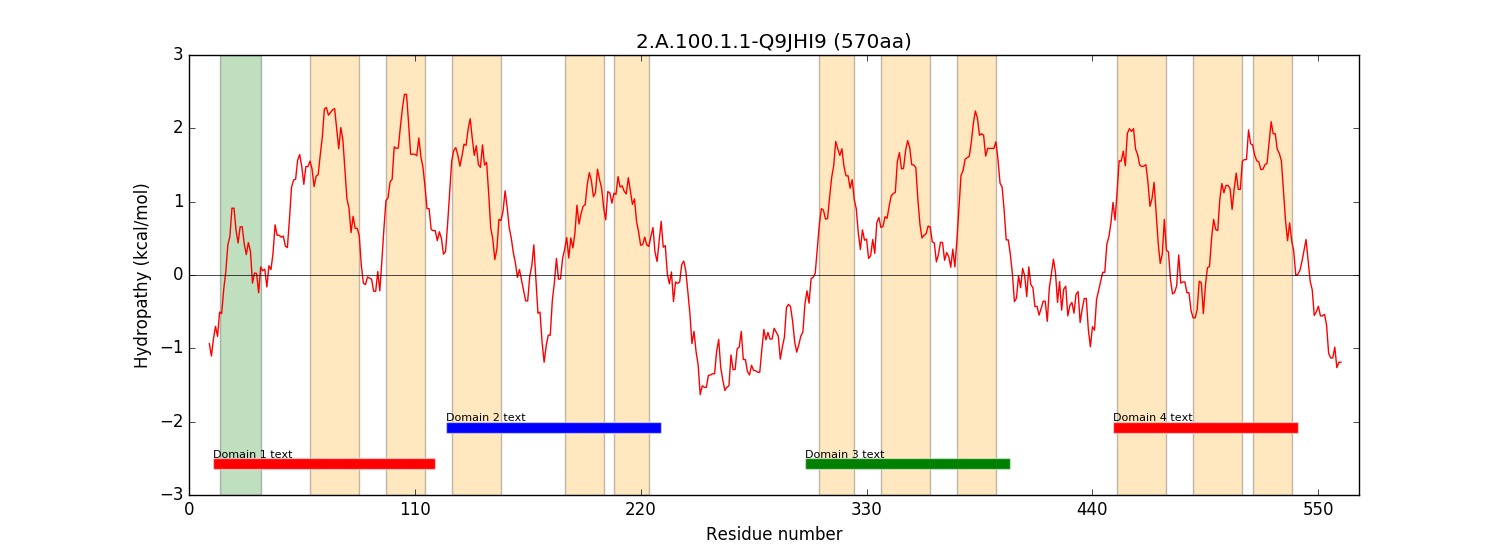 2.A.100.1.1-Q9JHI9 (570aa)
3
2
1
0
−1
−2
−3
Hydropathy (kcal/mol)
Domain 2 text
Domain 4 text
Domain 1 text
Domain 3 text
0 110 220 330 440 550
Residue number